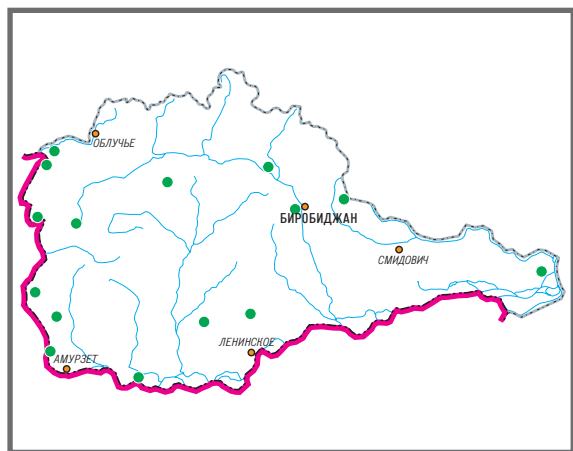 ОБЛУЧЬЕ
БИРОБИДЖАН
СМИДОВИЧ
ЛЕНИНСКОЕ
АМУРЗЕТ